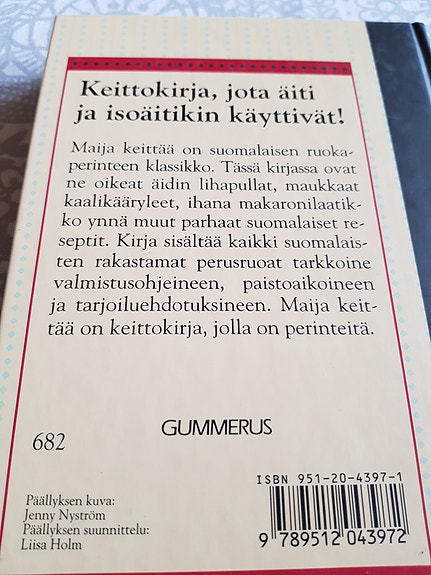 Keittokirja, jota äiti
ja isoäitikin käyttivät!
Maija keittää on suomalaisen ruoka-
perinteen klassikko. Tässä kirjassa ovat
ne oikeat äidin lihapullat, maukkaat
kaalikääryleet, ihana makaronilaatik-
ko ynnä muut parhaat suomalaiset re-
septit. Kirja sisältää kaikki suomalais-
ten rakastamat perusruoat tarkkoine
valmistusohjeineen, paistoaikoineen
ja tarjoiluehdotuksineen. Maija keit-
tää on keittokirja, jolla on perinteitä.
682
GUMMERUS
ISBN 951-20-4397-1
Päällyksen kuva:
Jenny Nyström
Päällyksen suunnittelu:
Liisa Holm
9 789512 043972